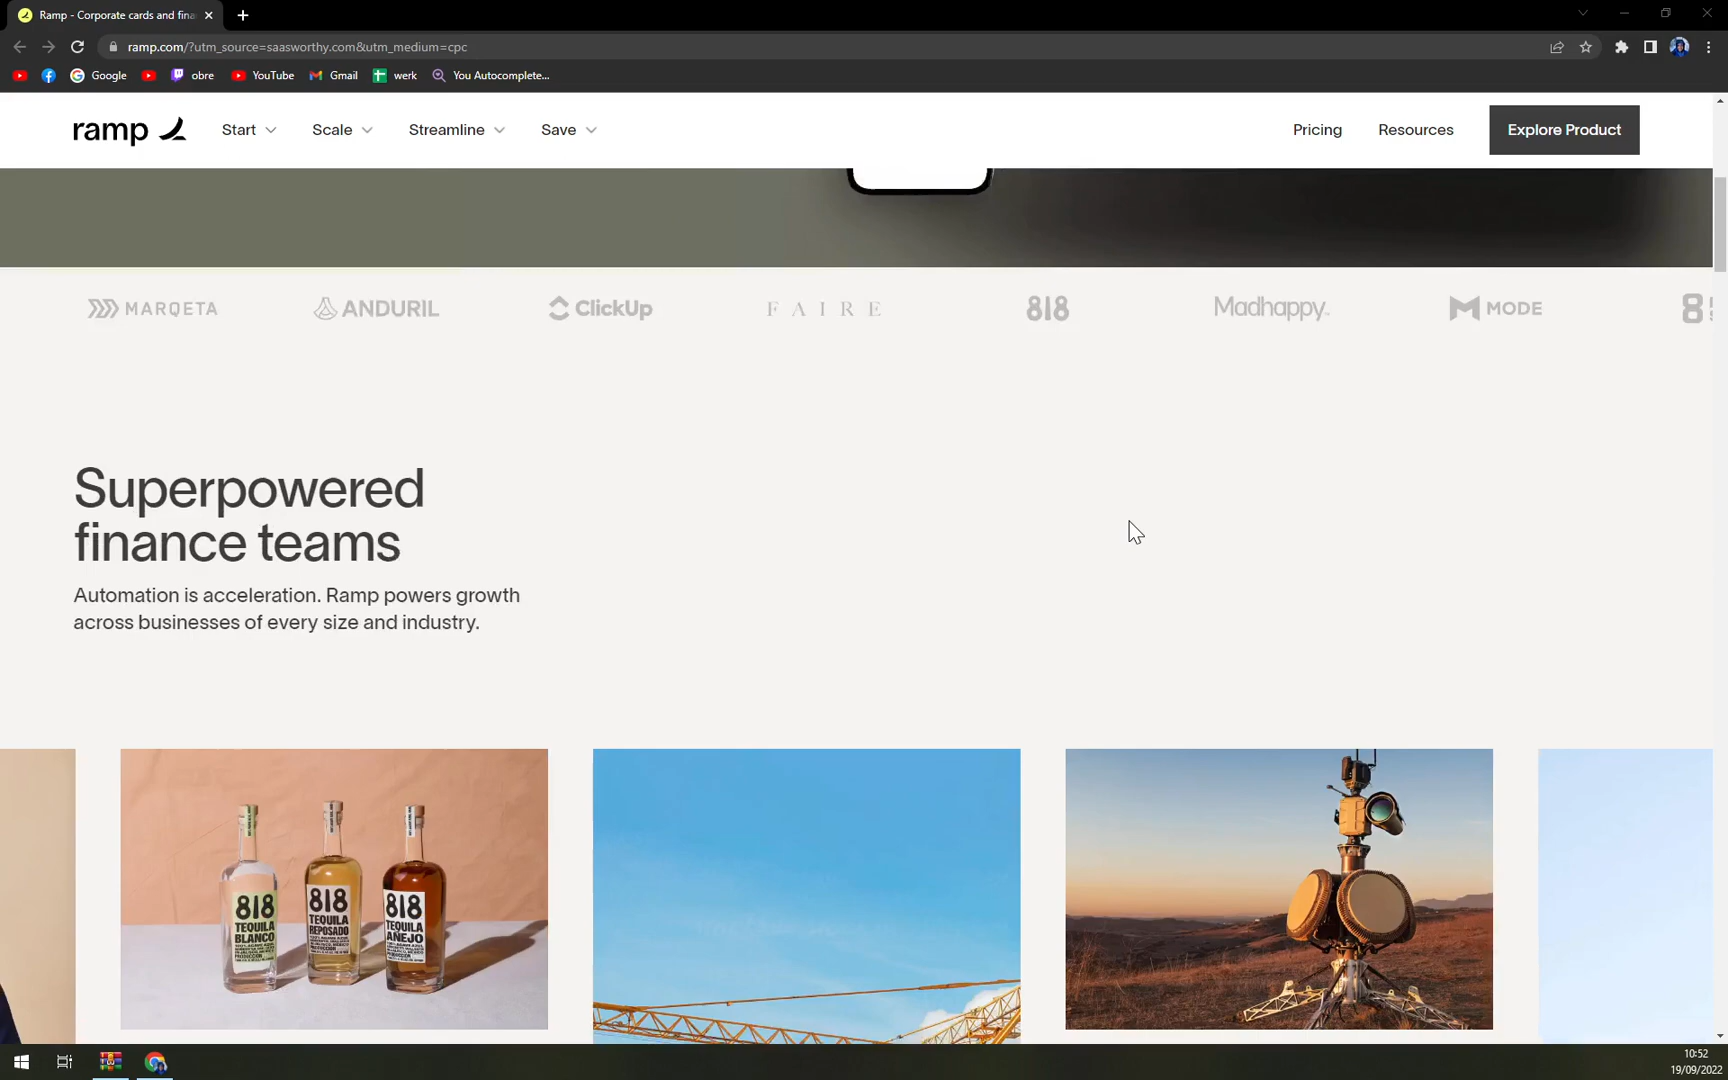 Ramp - Corporate cards and fina
ramp.com/?utm_source=saasworthy.com&utm_medium=cpc
Google
obre
YouTube
Gmail
werk
You Autocomplete...
ramp
Start
Scale
Streamline
Save
Pricing
Resources
Explore Product
MARQETA
ANDURIL
ClickUp
FAIRE
818
Madhappy
MODE
8
Superpowered
finance teams
Automation is acceleration. Ramp powers growth
across businesses of every size and industry.
818
TEQUILA
BLANCO
818
TEQUILA
REPOSADO
818
TEQUILA
AÑEJO
10:52
19/09/2022